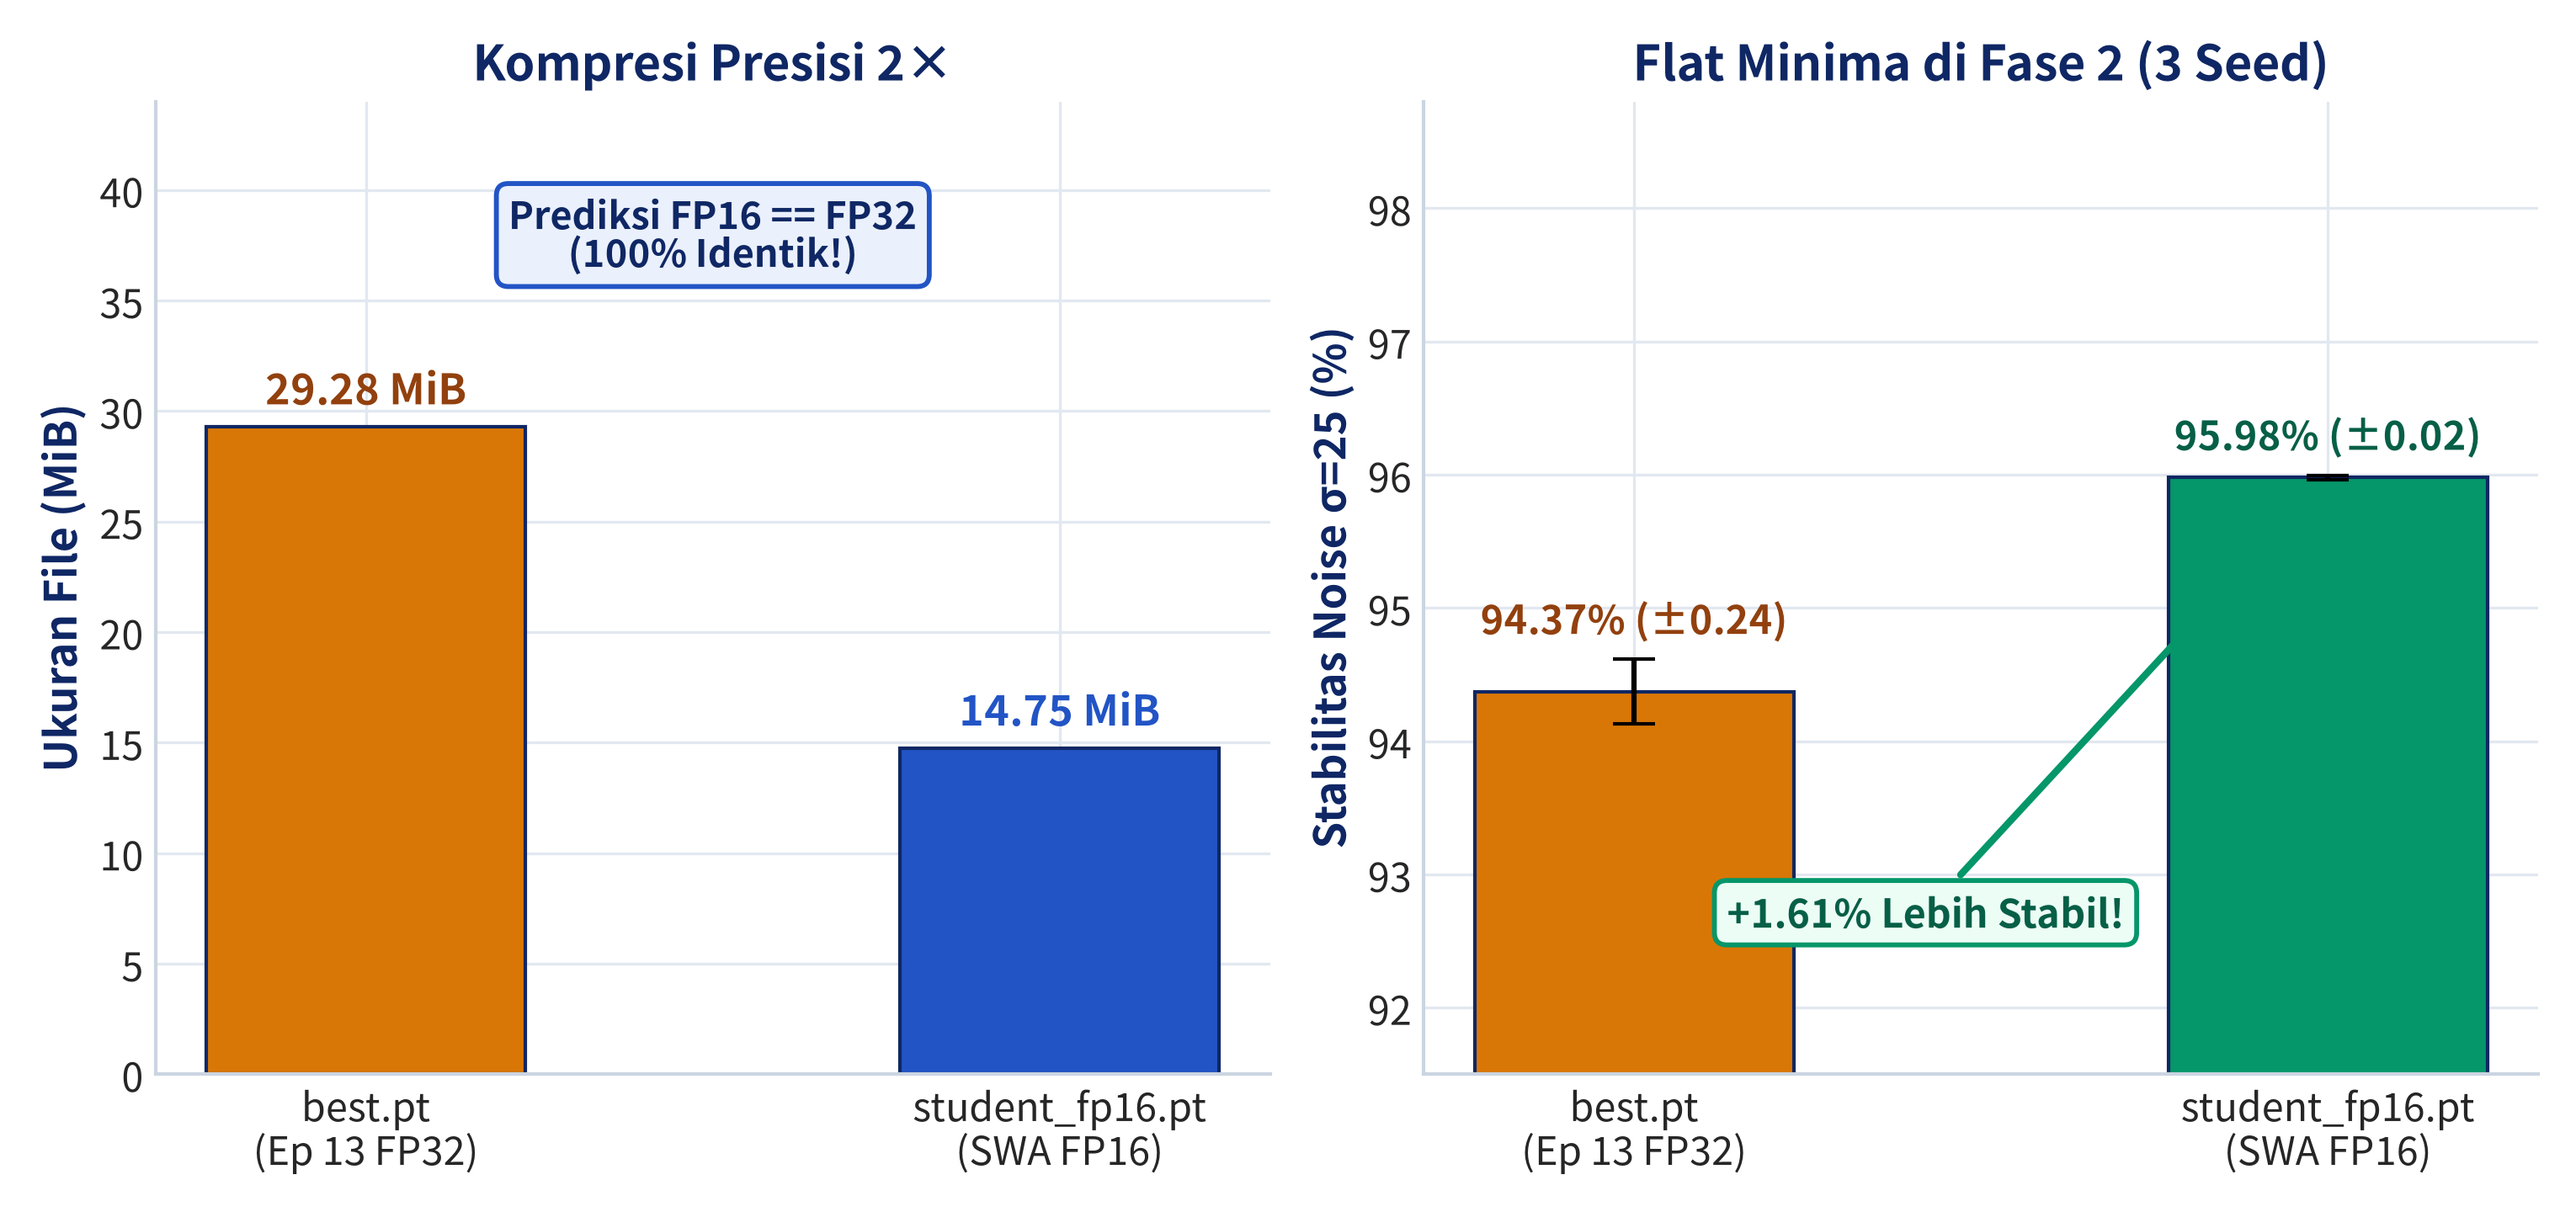 Kompresi Presisi 2×
Ukuran File (MiB)
40
35
30
25
20
15
10
5
0
Prediksi FP16 == FP32
(100% Identik!)
29.28 MiB
14.75 MiB
best.pt
(Ep 13 FP32)
student_fp16.pt
(SWA FP16)
Flat Minima di Fase 2 (3 Seed)
Stabilitas Noise σ=25 (%)
98
97
96
95
94
93
92
95.98% (±0.02)
94.37% (±0.24)
+1.61% Lebih Stabil!
best.pt
(Ep 13 FP32)
student_fp16.pt
(SWA FP16)